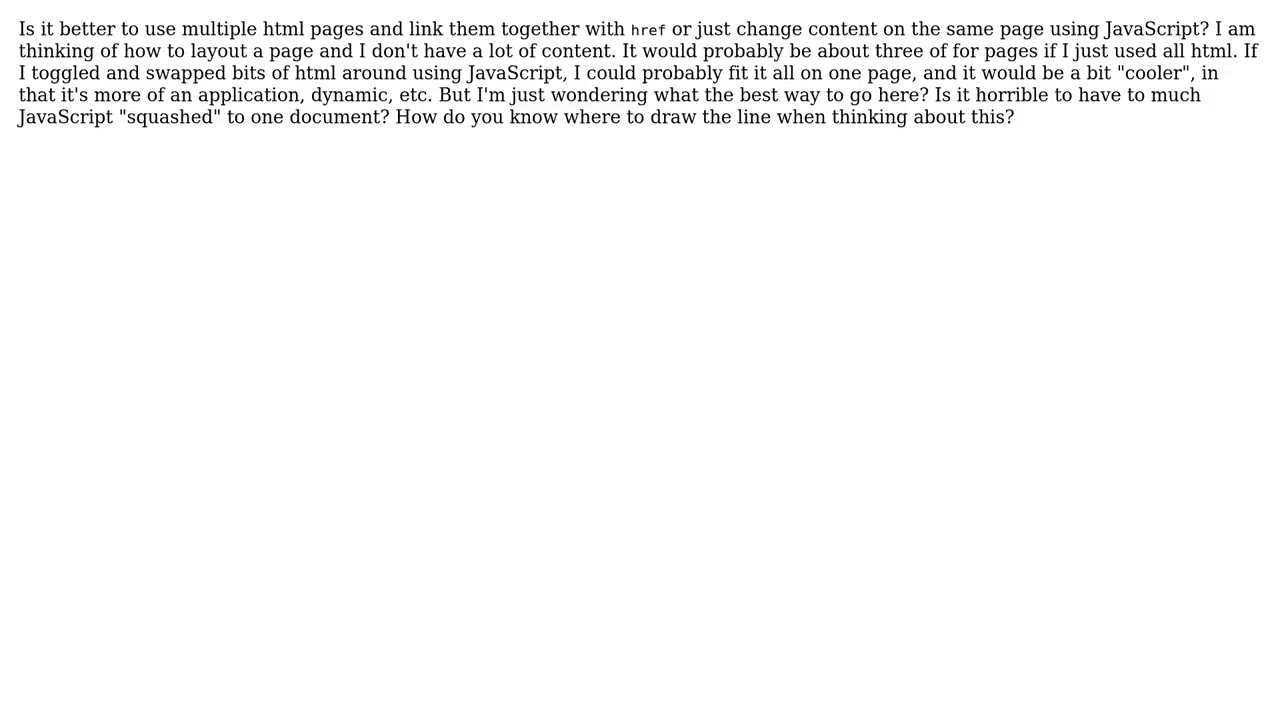 Is it better to use multiple html pages and link them together with href or just change content on the same page using JavaScript? I am
thinking of how to layout a page and I don't have a lot of content. It would probably be about three of for pages if I just used all html. If
I toggled and swapped bits of html around using JavaScript, I could probably fit it all on one page, and it would be a bit "cooler", in
that it's more of an application, dynamic, etc. But I'm just wondering what the best way to go here? Is it horrible to have to much
JavaScript "squashed" to one document? How do you know where to draw the line when thinking about this?